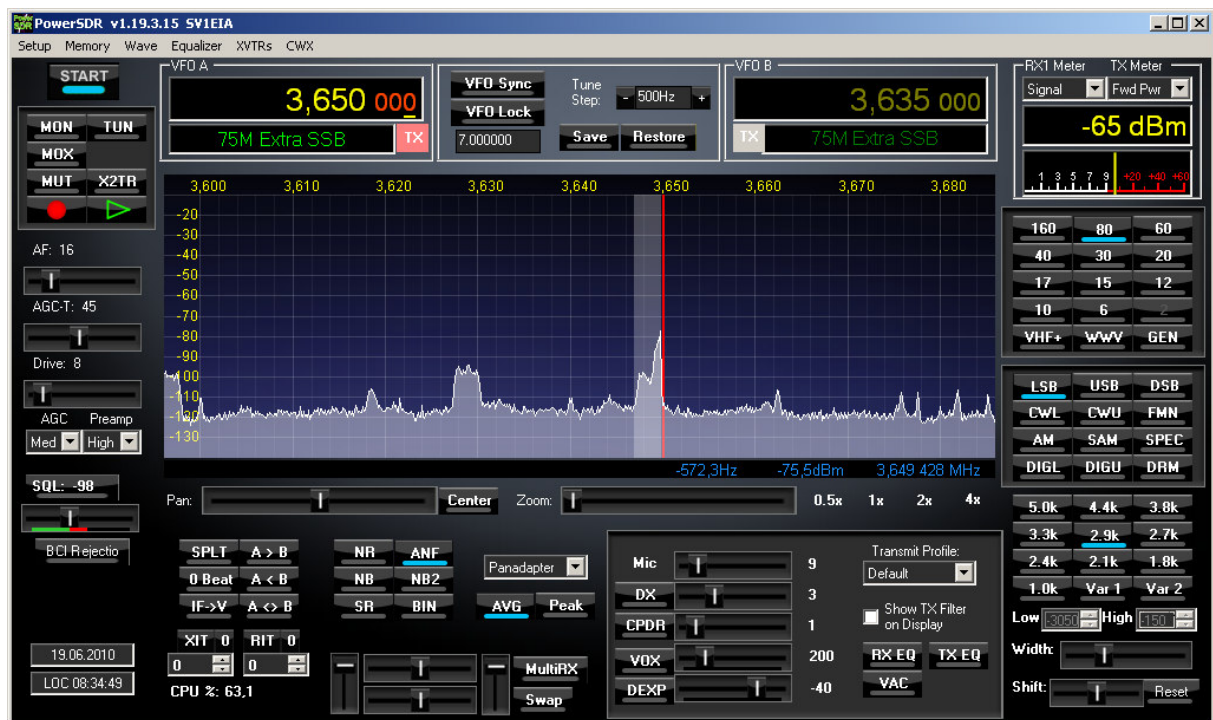 PowerSDR v1.19.3.15 SV1EIA
Setup Memory Wave Equalizer XVTRs CWX
START
MON TUN
MOX
MUT X2TR
AF: 16
AGC-T: 45
Drive: 8
AGC Preamp
Med High
SQL: -98
BCI Rejectio
19.06.2010
LOC 08:34:49
VFO A
3,650 000
75M Extra SSB TX
VFO Sync
VFO Lock
7.000000
Tune
Step: - 500Hz +
Save Restore
VFO B
3,635 000
TX 75M Extra SSB
RX1 Meter TX Meter
Signal Fwd Pwr
-65 dBm
1 3 5 7 9 +20 +40 +60
3,600 3,610 3,620 3,630 3,640 3,650 3,660 3,670 3,680
-20
-30
-40
-50
-60
-70
-80
-90
-100
-110
-120
-130
-572,3Hz -75,5dBm 3,649 428 MHz
Pan: Center Zoom: 0.5x 1x 2x 4x
SPLT A > B
0 Beat A < B
IF->V A <> B
XIT 0 RIT 0
0 0
CPU %: 63,1
NR ANF
NB NB2
SR BIN
Panadapter
AVG Peak
MultiRX
Swap
Mic 9
DX 3
CPDR 1
VOX 200
DEXP -40
Transmit Profile:
Default
Show TX Filter
on Display
RX EQ TX EQ
VAC
160 80 60
40 30 20
17 15 12
10 6 2
VHF+ WWV GEN
LSB USB DSB
CWL CWU FMN
AM SAM SPEC
DIGL DIGU DRM
5.0k 4.4k 3.8k
3.3k 2.9k 2.7k
2.4k 2.1k 1.8k
1.0k Var 1 Var 2
Low -3050 High -150
Width:
Shift: Reset